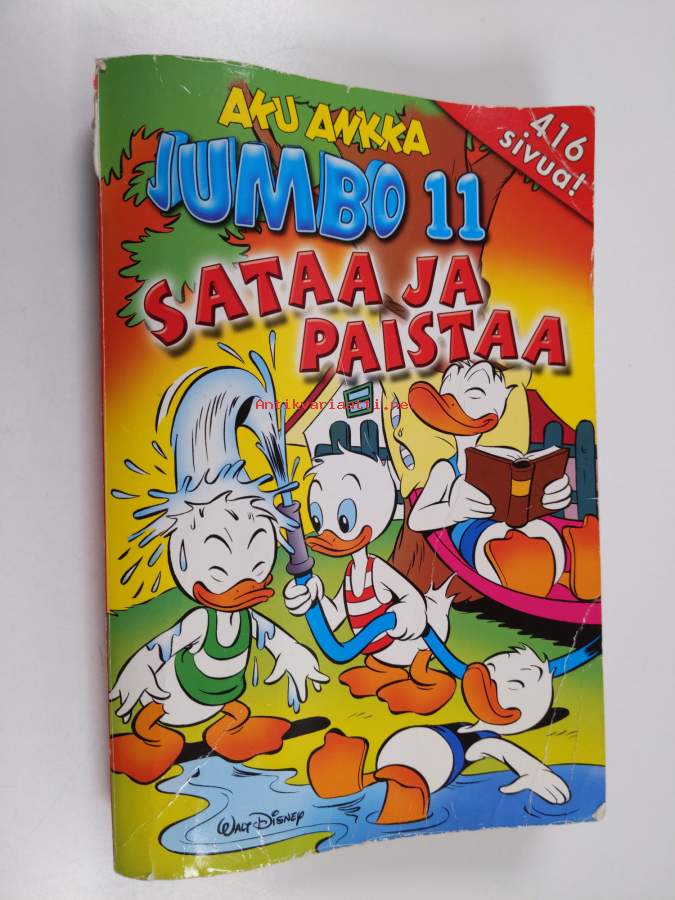 AKU ANKKA
416
sivua!
JUMBO 11
SATAA JA
PAISTAA
Antikvariaatti.net
WALT DISNEY